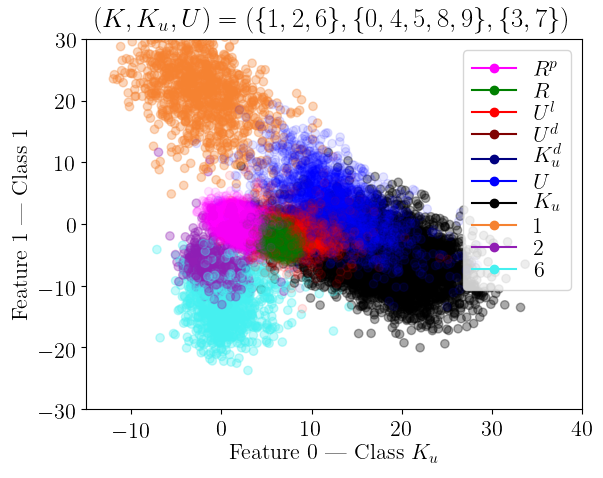 (K, K_u, U) = ({1, 2, 6}, {0, 4, 5, 8, 9}, {3, 7})
30
20
10
0
−10
−20
−30
Feature 1 — Class 1
R^p
R
U^l
U^d
K_u^d
U
K_u
1
2
6
−10
0
10
20
30
40
Feature 0 — Class K_u